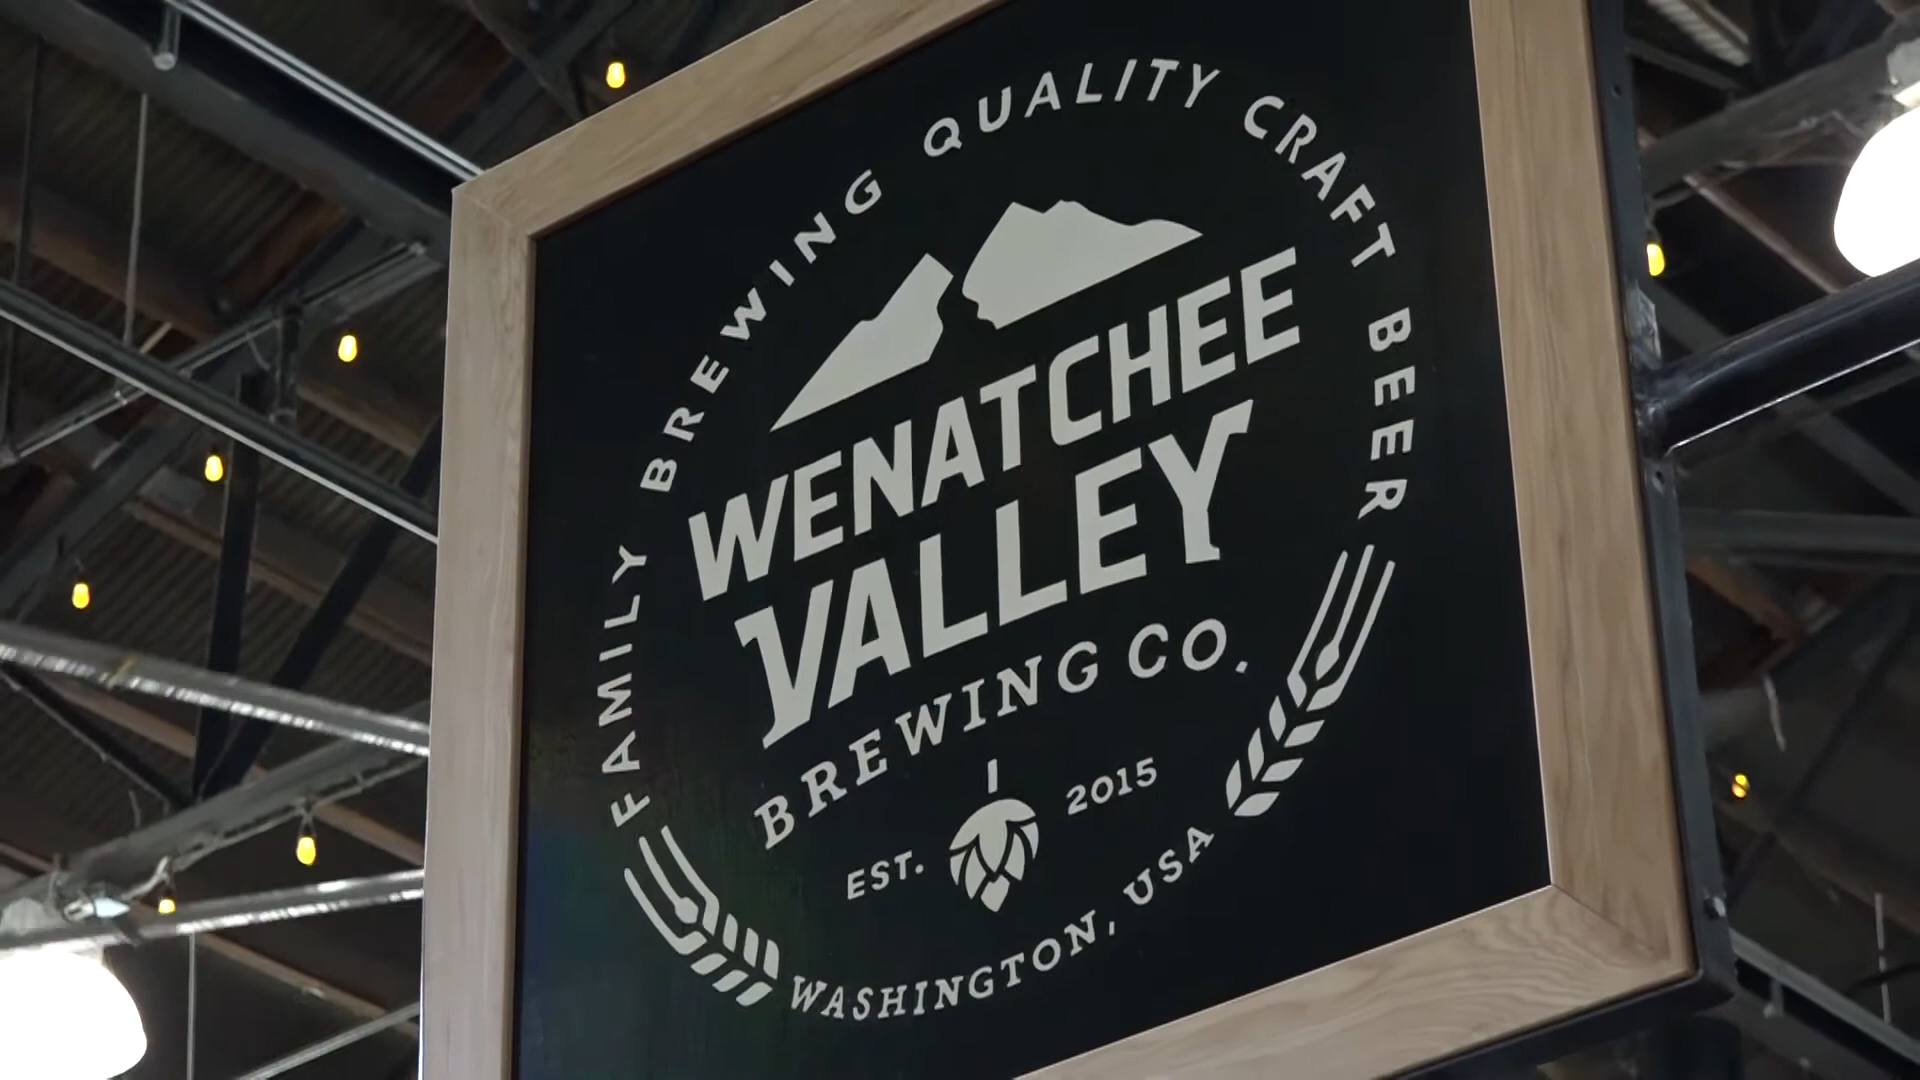 FAMILY BREWING QUALITY CRAFT BEER
WENATCHEE
VALLEY
BREWING CO.
EST. 2015
WASHINGTON, USA